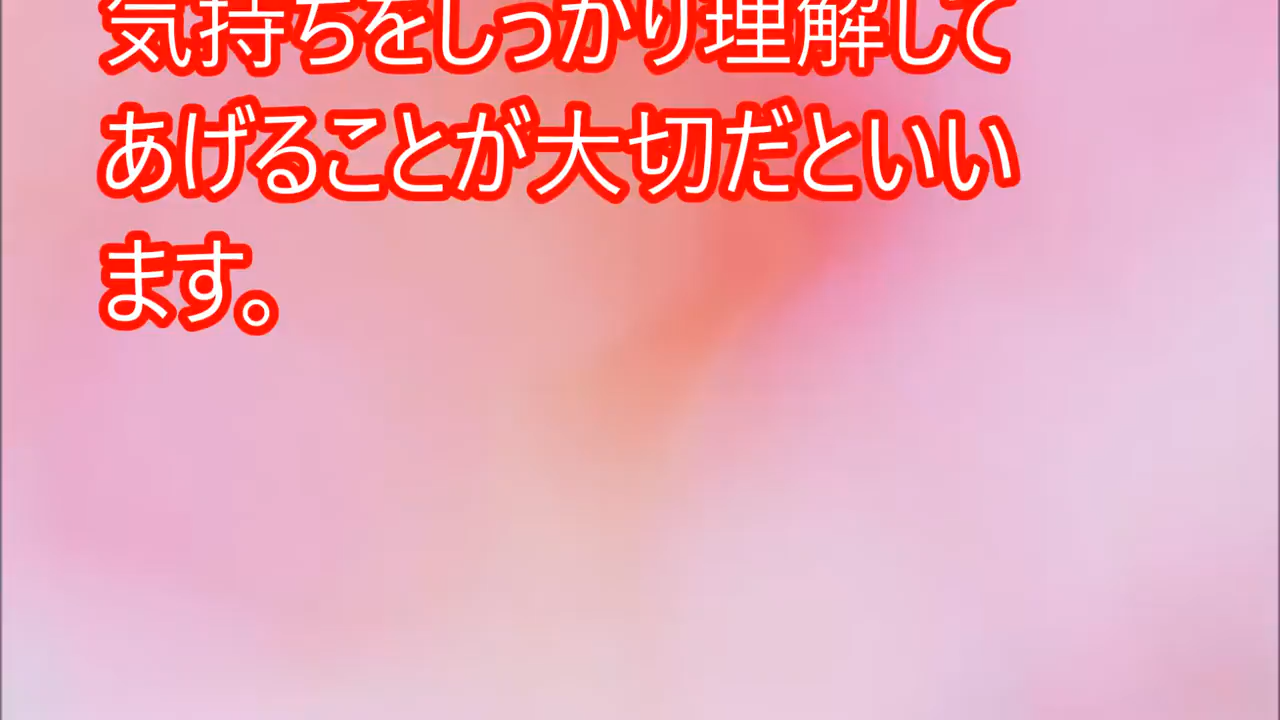 気持ちをしっかり理解して
あげることが大切だといい
ます。